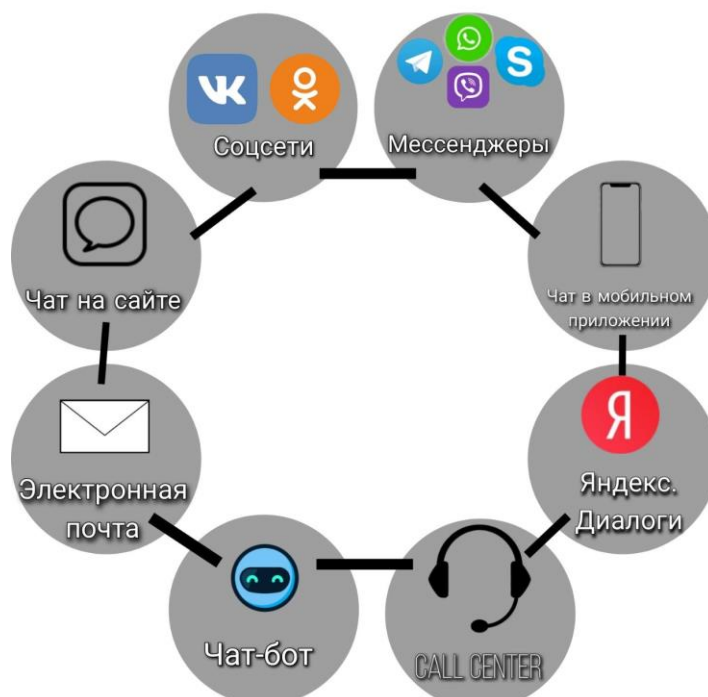 Соцсети
Мессенджеры
Чат на сайте
Чат в мобильном
приложении
Электронная
почта
Я
Яндекс.
Диалоги
Чат-бот
CALL CENTER